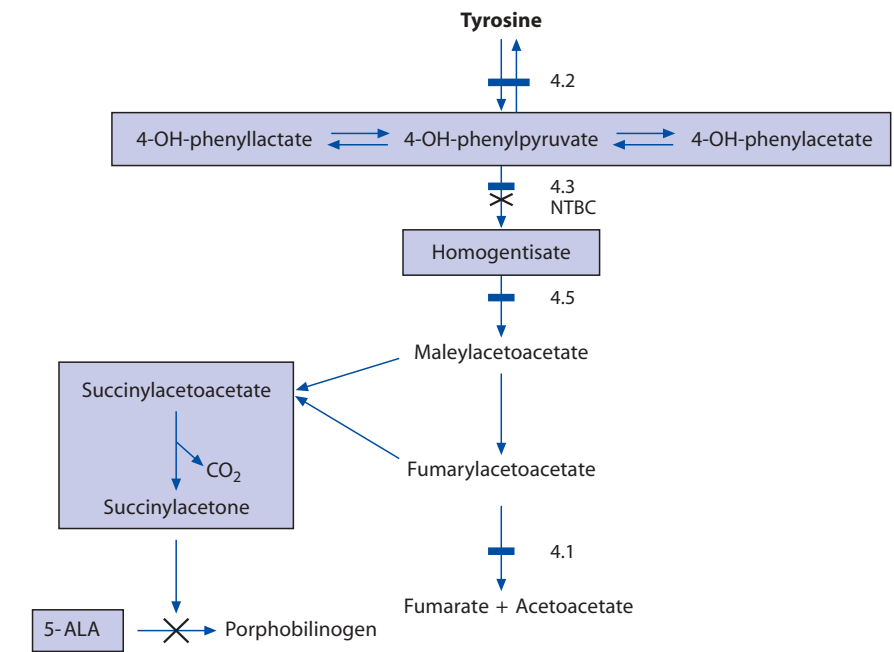 Tyrosine
4.2
4-OH-phenyllactate 4-OH-phenylpyruvate 4-OH-phenylacetate
4.3
NTBC
Homogentisate
4.5
Maleylacetoacetate
Succinylacetoacetate
CO₂
Fumarylacetoacetate
Succinylacetone
4.1
Fumarate + Acetoacetate
5-ALA Porphobilinogen